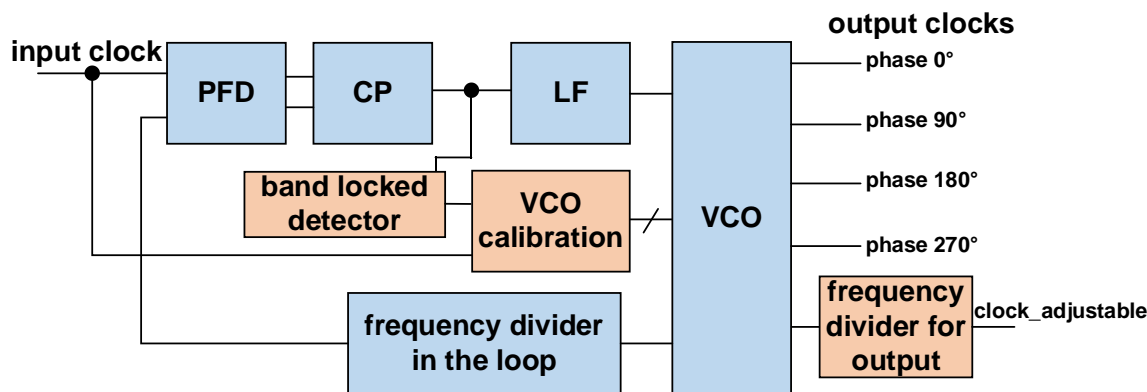 output clocks
input clock
phase 0°
PFD
CP
LF
phase 90°
band locked
detector
VCO
calibration
VCO
phase 180°
phase 270°
frequency divider
in the loop
frequency
divider for
output
clock_adjustable